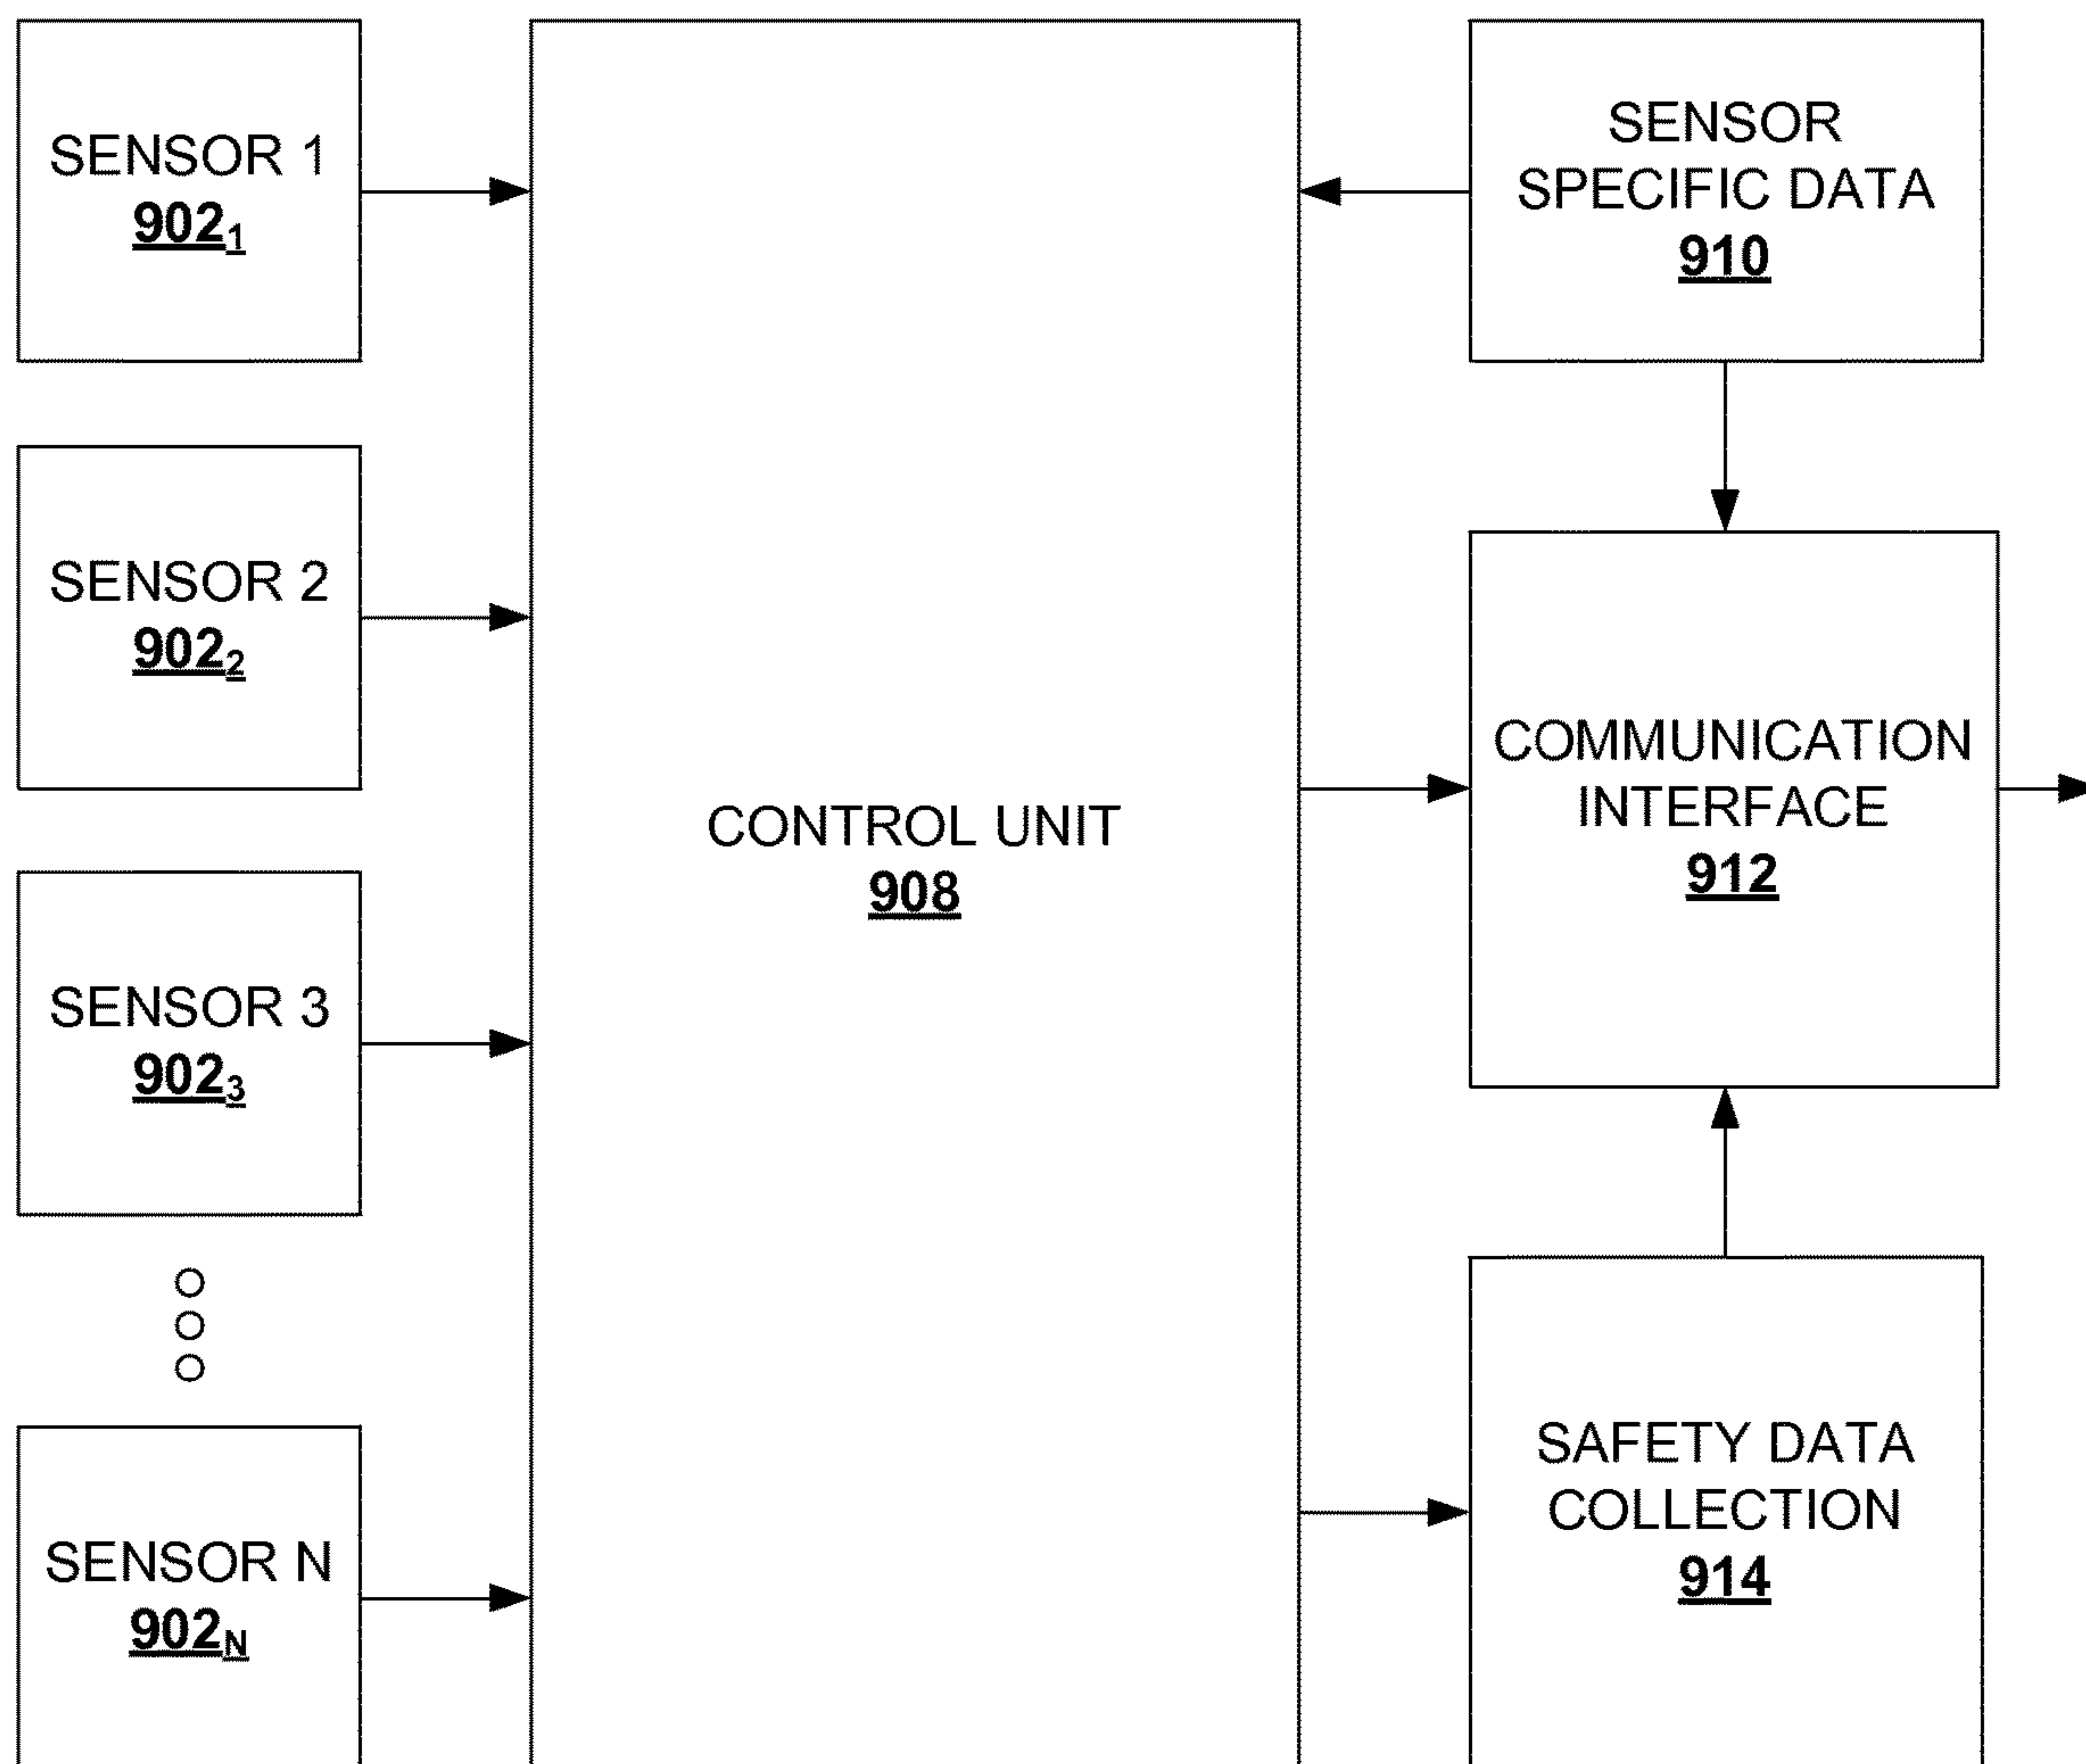 SENSOR 1
902₁
SENSOR 2
902₂
SENSOR 3
902₃
SENSOR N
902ₙ
CONTROL UNIT
908
SENSOR
SPECIFIC DATA
910
COMMUNICATION
INTERFACE
912
SAFETY DATA
COLLECTION
914